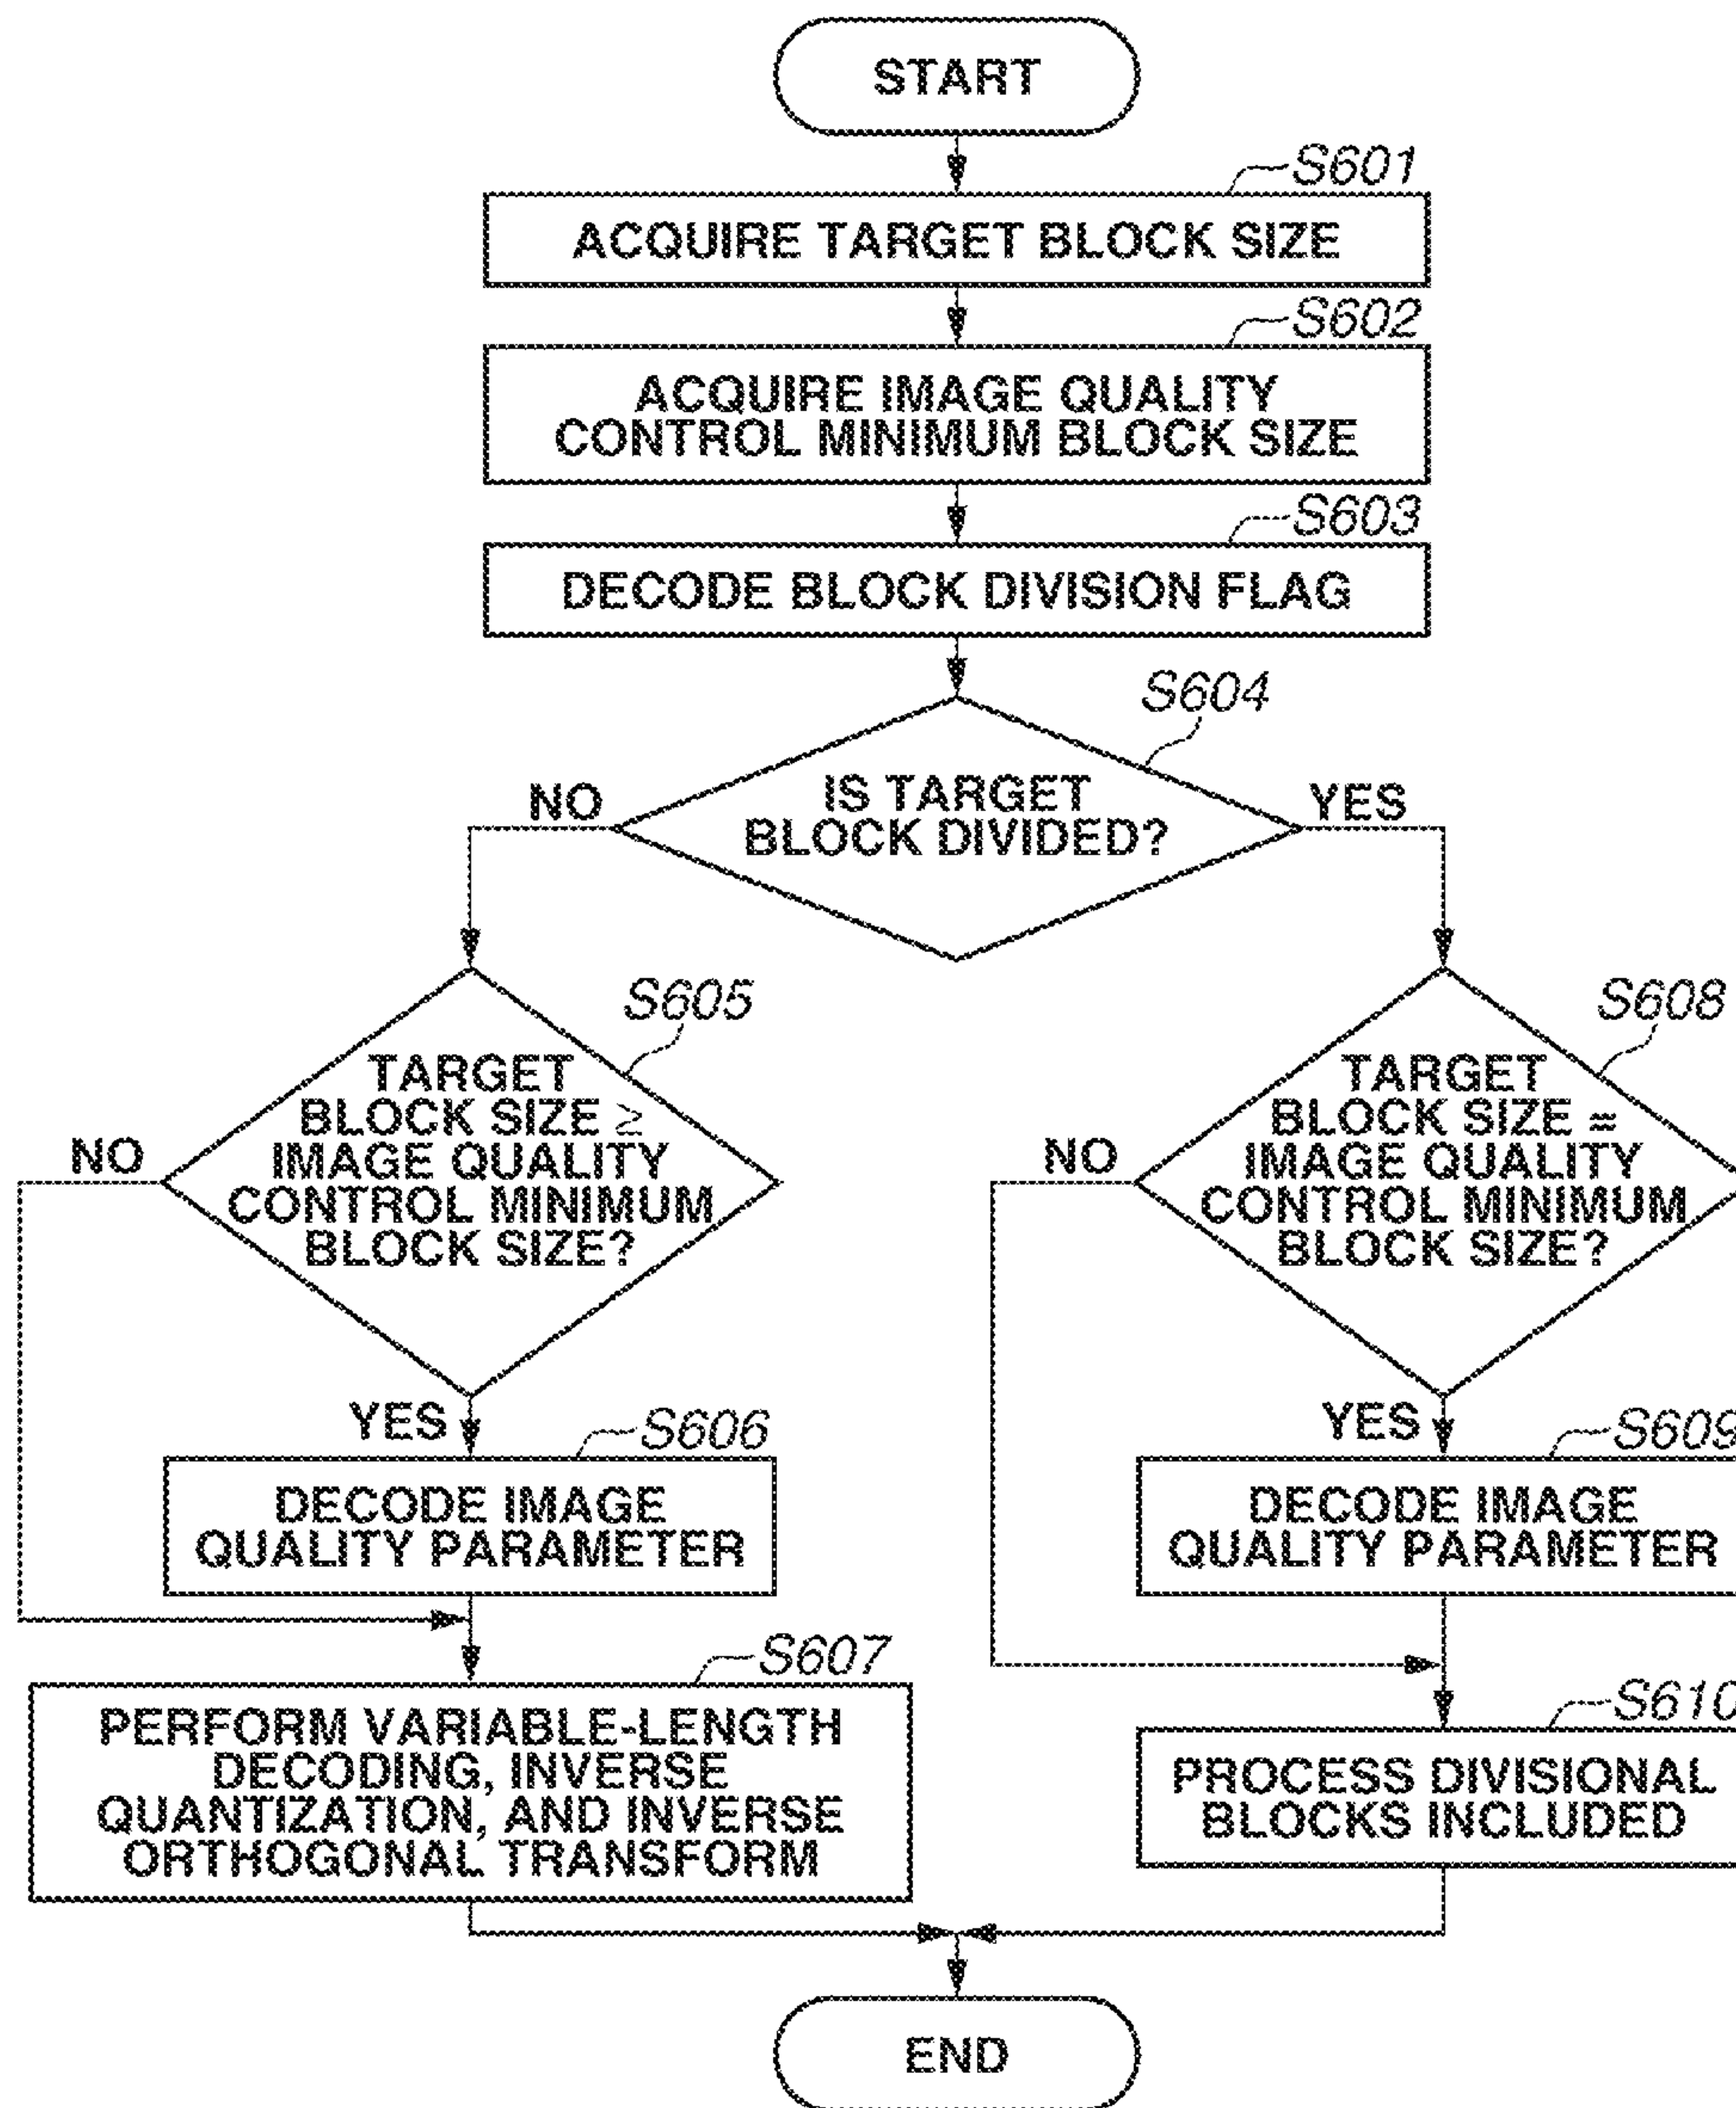 START
S601
ACQUIRE TARGET BLOCK SIZE
S602
ACQUIRE IMAGE QUALITY
CONTROL MINIMUM BLOCK SIZE
S603
DECODE BLOCK DIVISION FLAG
S604
IS TARGET
BLOCK DIVIDED?
NO
YES
S605
TARGET
BLOCK SIZE ≥
IMAGE QUALITY
CONTROL MINIMUM
BLOCK SIZE?
NO
YES
S606
DECODE IMAGE
QUALITY PARAMETER
S607
PERFORM VARIABLE-LENGTH
DECODING, INVERSE
QUANTIZATION, AND INVERSE
ORTHOGONAL TRANSFORM
S608
TARGET
BLOCK SIZE =
IMAGE QUALITY
CONTROL MINIMUM
BLOCK SIZE?
NO
YES
S609
DECODE IMAGE
QUALITY PARAMETER
S610
PROCESS DIVISIONAL
BLOCKS INCLUDED
END